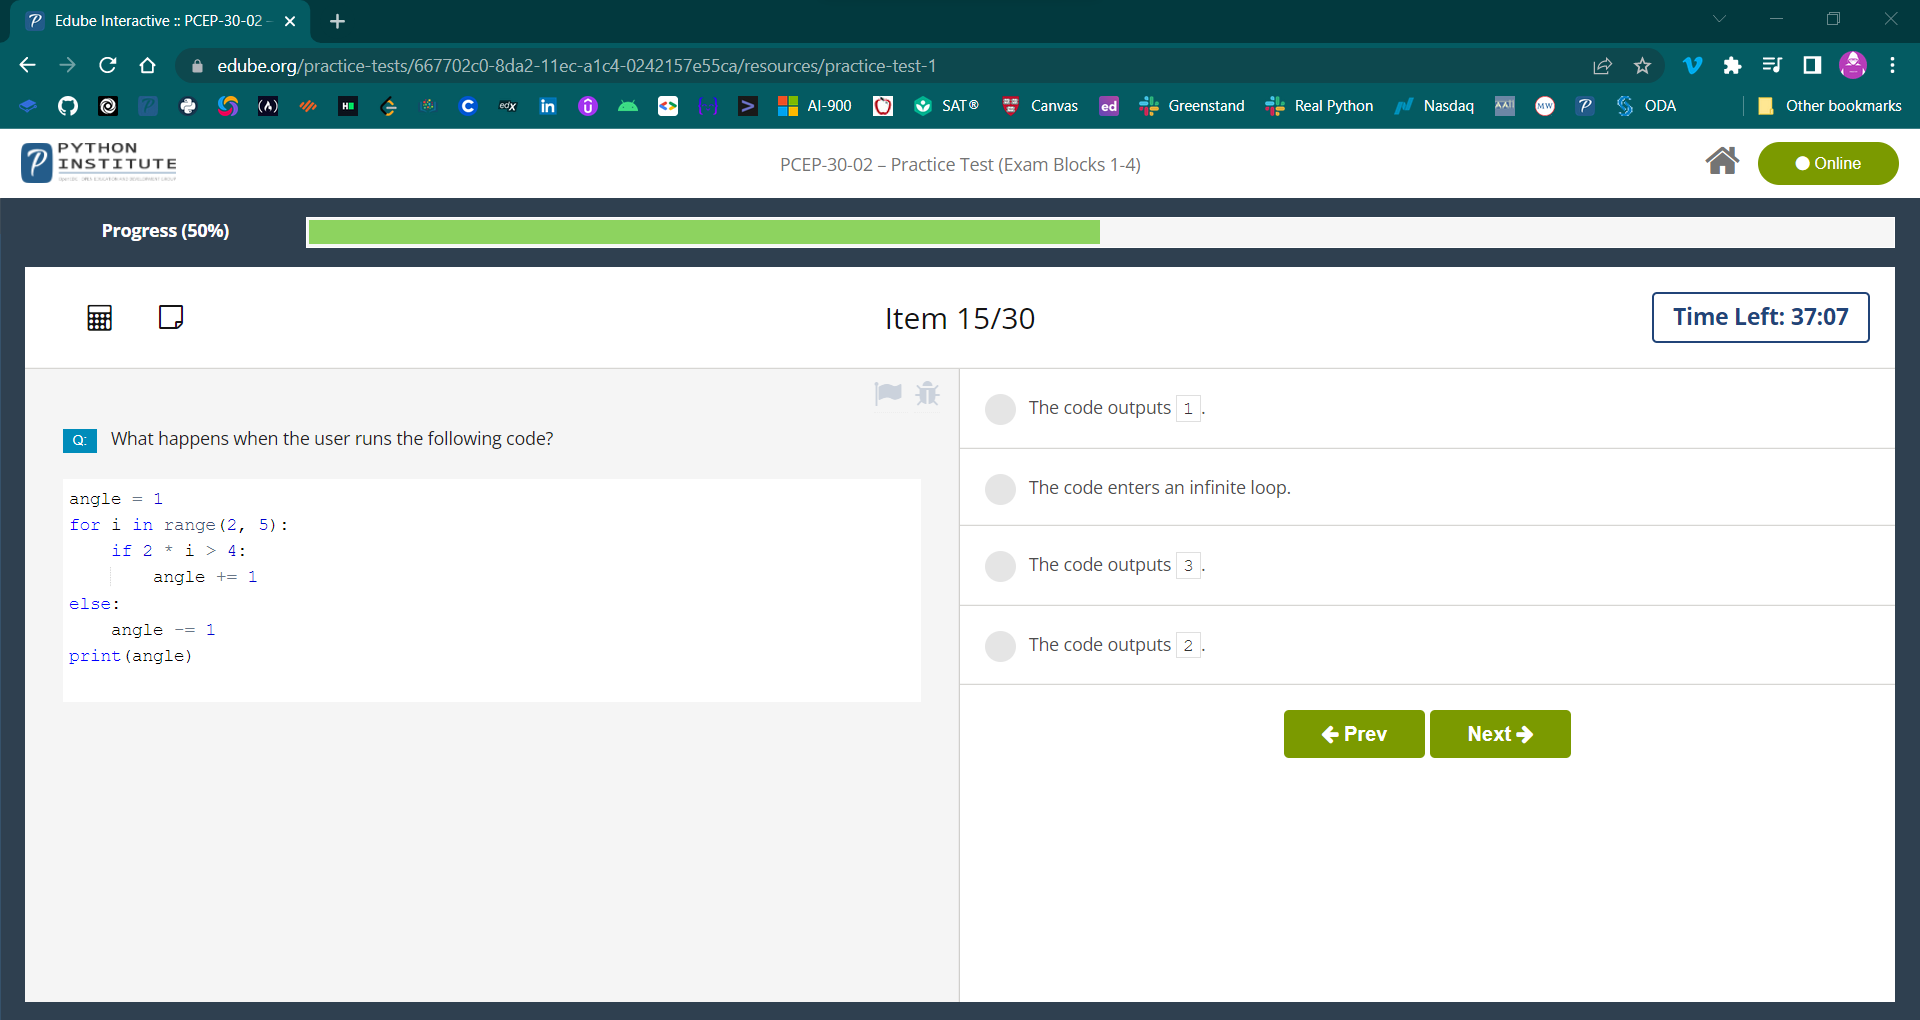 Edube Interactive :: PCEP-30-02 –
edube.org/practice-tests/667702c0-8da2-11ec-a1c4-0242157e55ca/resources/practice-test-1
AI-900 SAT® Canvas ed Greenstand Real Python Nasdaq AATI MW ODA Other bookmarks
PYTHON
INSTITUTE
PCEP-30-02 – Practice Test (Exam Blocks 1-4)
Online
Progress (50%)
Item 15/30
Time Left: 37:07
Q: What happens when the user runs the following code?
angle = 1
for i in range(2, 5):
    if 2 * i > 4:
        angle += 1
else:
    angle -= 1
print(angle)
The code outputs 1.
The code enters an infinite loop.
The code outputs 3.
The code outputs 2.
Prev
Next